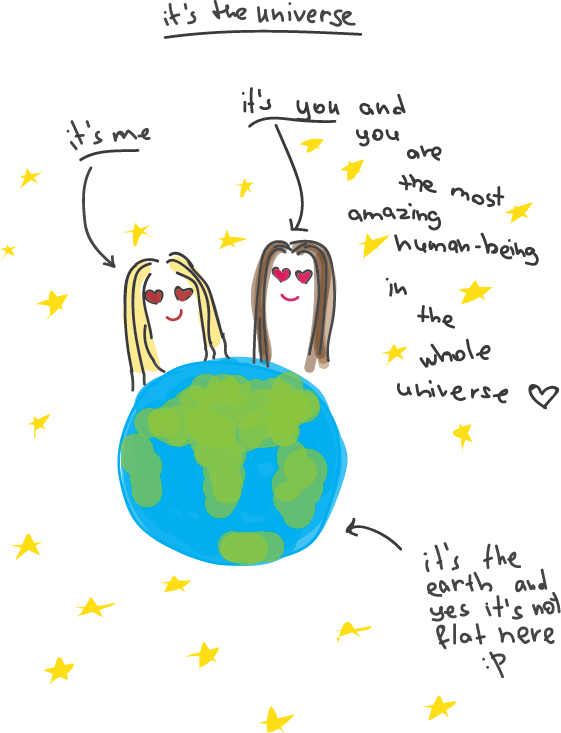 it's the universe
it's me
it's you and
you
are
the most
amazing
human-being
in
the
whole
universe ♡
it's the
earth and
yes it's not
flat here
:P